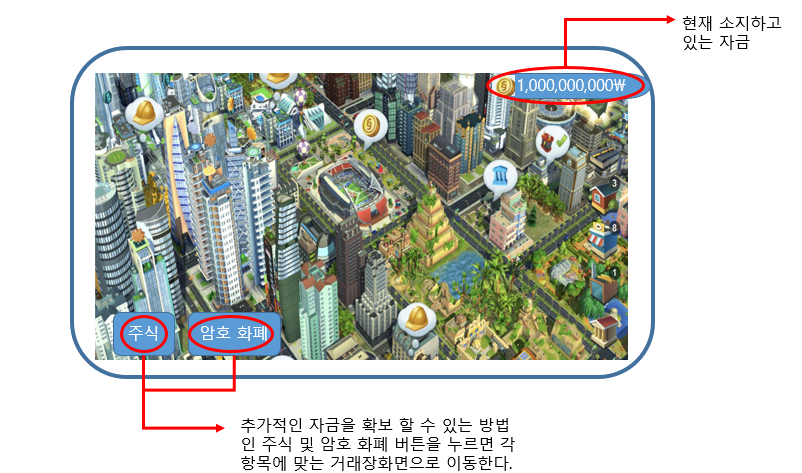 현재 소지하고
있는 자금
1,000,000,000₩
3
8
1
주식
암호 화폐
추가적인 자금을 확보 할 수 있는 방법
인 주식 및 암호 화폐 버튼을 누르면 각
항목에 맞는 거래장화면으로 이동한다.